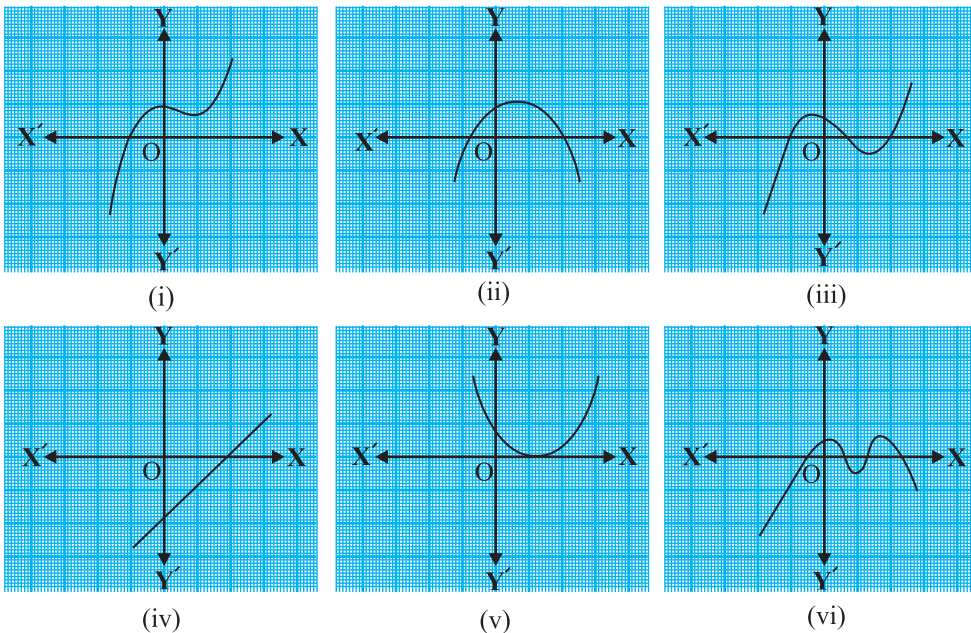 Y Y Y
X′ X X′ X X′ X
O O O
Y′ Y′ Y′
(i) (ii) (iii)
Y Y Y
X′ X X′ X X′ X
O O O
Y′ Y′ Y′
(iv) (v) (vi)